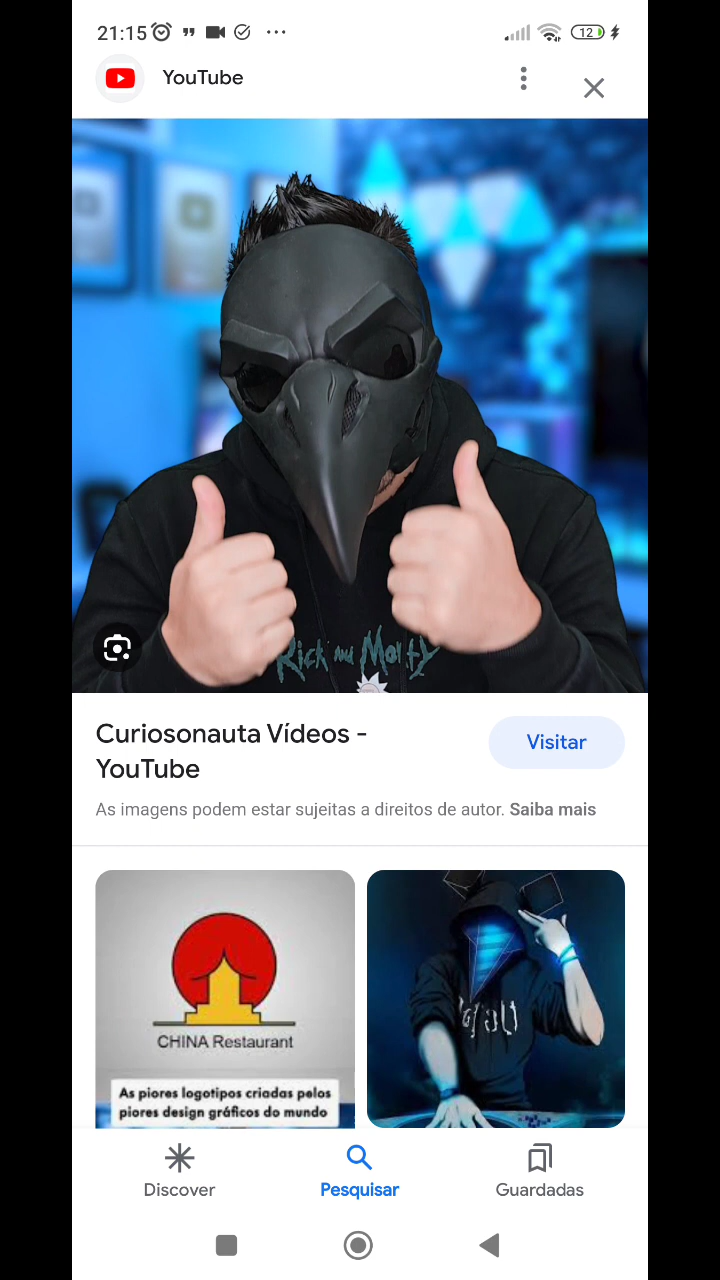 21:15
12
YouTube
Rick and Morty
Curiosonauta Vídeos -
YouTube
Visitar
As imagens podem estar sujeitas a direitos de autor. Saiba mais
CHINA Restaurant
As piores logotipos criadas pelos
piores design gráficos do mundo
Discover
Pesquisar
Guardadas